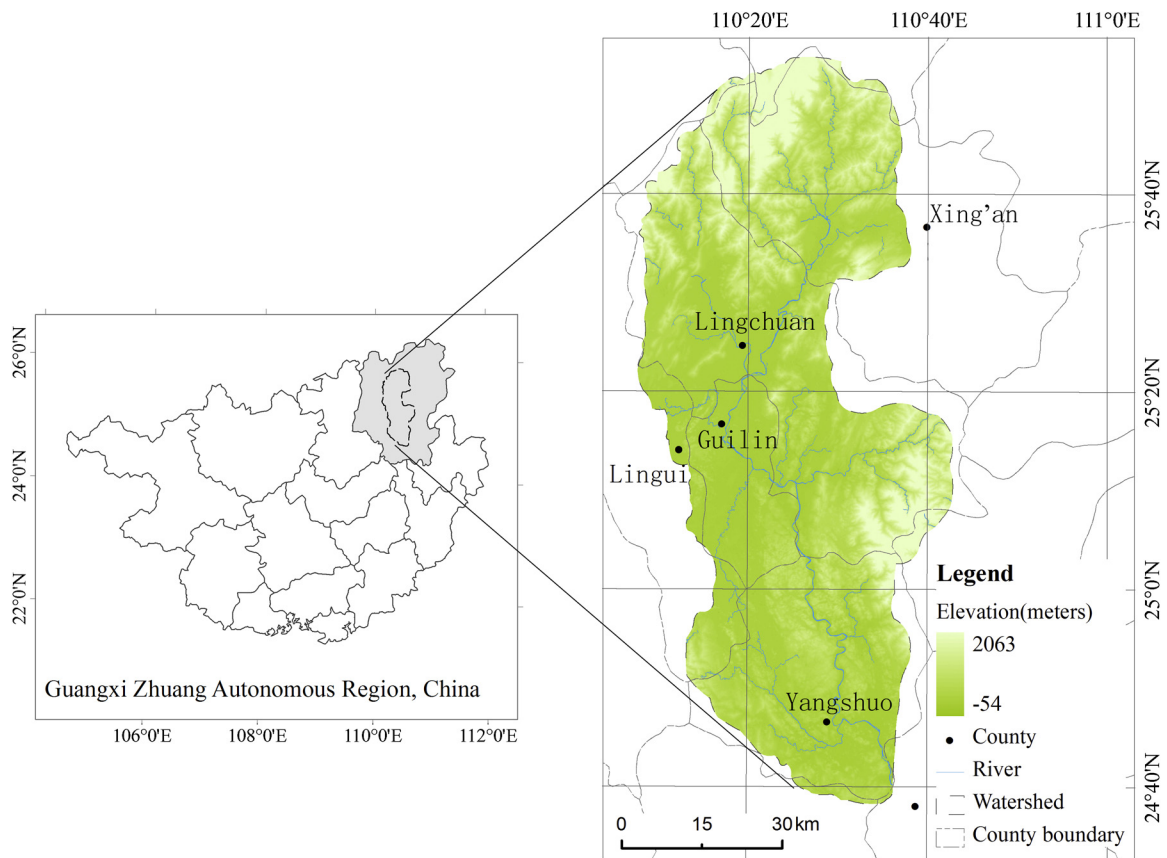 110°20'E
110°40'E
111°0'E
25°40'N
Xing'an
Lingchuan
26°0'N
25°20'N
Guilin
Lingui
24°0'N
Legend
25°0'N
Elevation(meters)
22°0'N
2063
Guangxi Zhuang Autonomous Region, China
Yangshuo
-54
County
106°0'E
108°0'E
110°0'E
112°0'E
River
24°40'N
Watershed
0 15 30km
County boundary